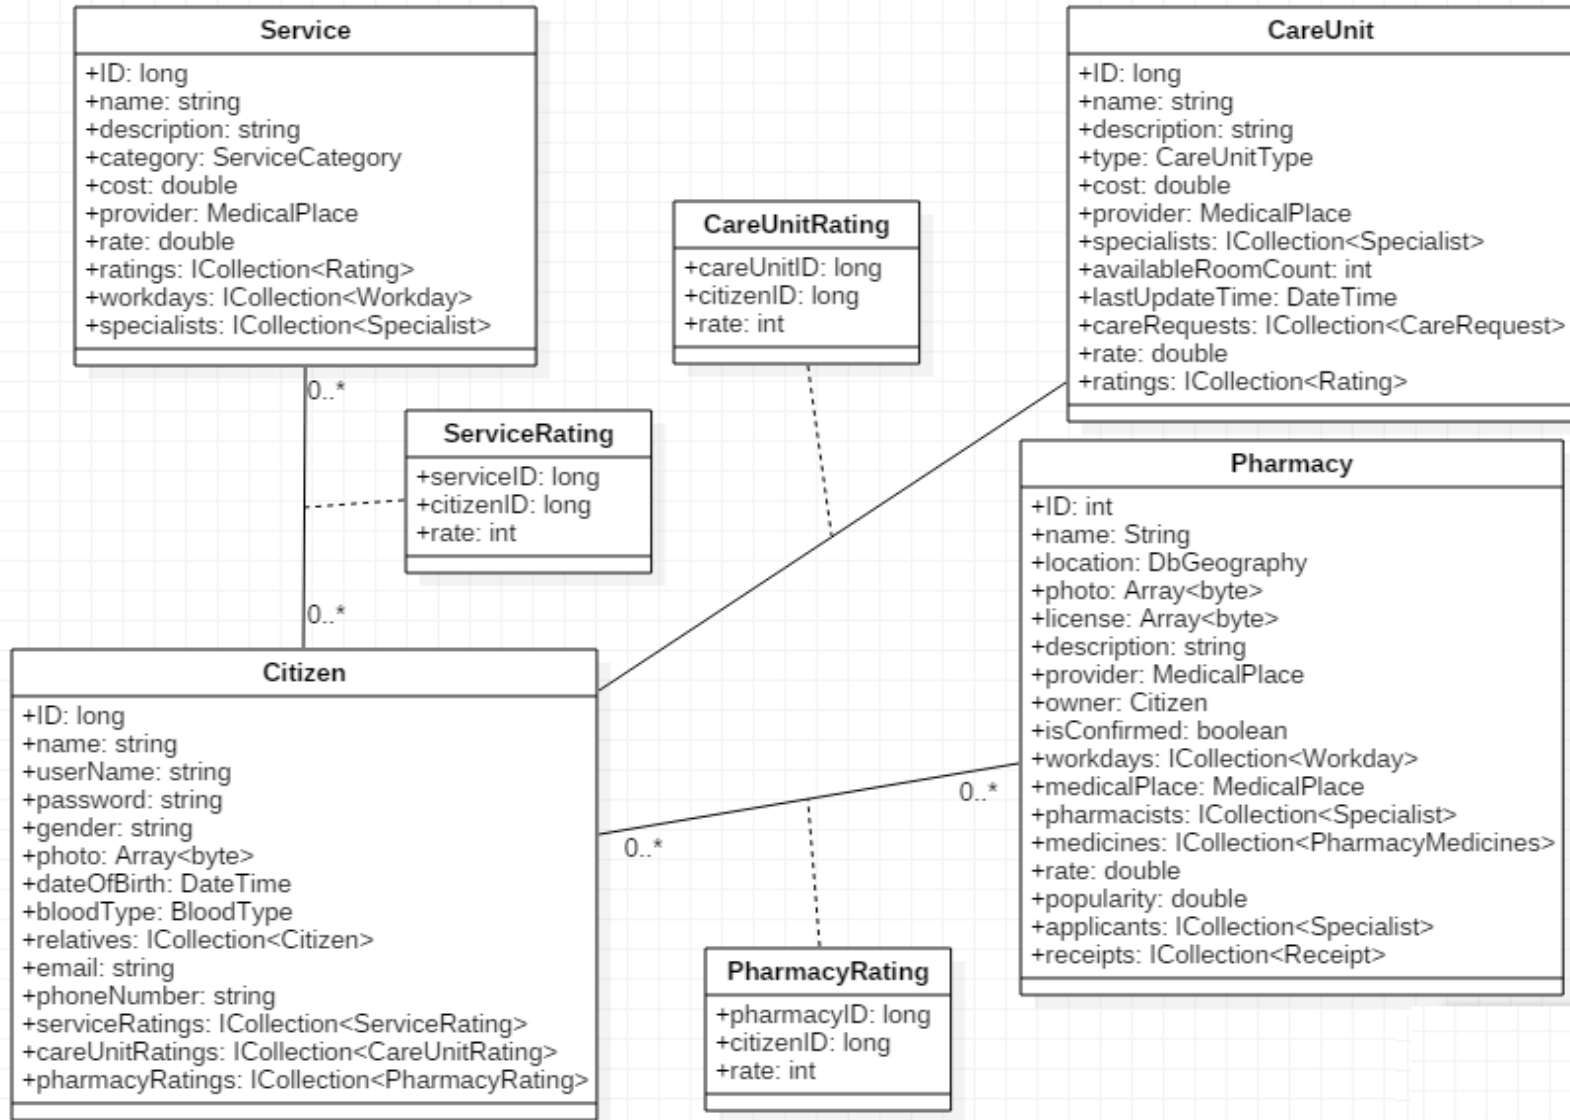 Service
+ID: long
+name: string
+description: string
+category: ServiceCategory
+cost: double
+provider: MedicalPlace
+rate: double
+ratings: ICollection<Rating>
+workdays: ICollection<Workday>
+specialists: ICollection<Specialist>
0..*
0..*
CareUnitRating
+careUnitID: long
+citizenID: long
+rate: int
CareUnit
+ID: long
+name: string
+description: string
+type: CareUnitType
+cost: double
+provider: MedicalPlace
+specialists: ICollection<Specialist>
+availableRoomCount: int
+lastUpdateTime: DateTime
+careRequests: ICollection<CareRequest>
+rate: double
+ratings: ICollection<Rating>
ServiceRating
+serviceID: long
+citizenID: long
+rate: int
Pharmacy
+ID: int
+name: String
+location: DbGeography
+photo: Array<byte>
+license: Array<byte>
+description: string
+provider: MedicalPlace
+owner: Citizen
+isConfirmed: boolean
+workdays: ICollection<Workday>
+medicalPlace: MedicalPlace
+pharmacists: ICollection<Specialist>
+medicines: ICollection<PharmacyMedicines>
+rate: double
+popularity: double
+applicants: ICollection<Specialist>
+receipts: ICollection<Receipt>
Citizen
+ID: long
+name: string
+userName: string
+password: string
+gender: string
+photo: Array<byte>
+dateOfBirth: DateTime
+bloodType: BloodType
+relatives: ICollection<Citizen>
+email: string
+phoneNumber: string
+serviceRatings: ICollection<ServiceRating>
+careUnitRatings: ICollection<CareUnitRating>
+pharmacyRatings: ICollection<PharmacyRating>
0..*
0..*
PharmacyRating
+pharmacyID: long
+citizenID: long
+rate: int